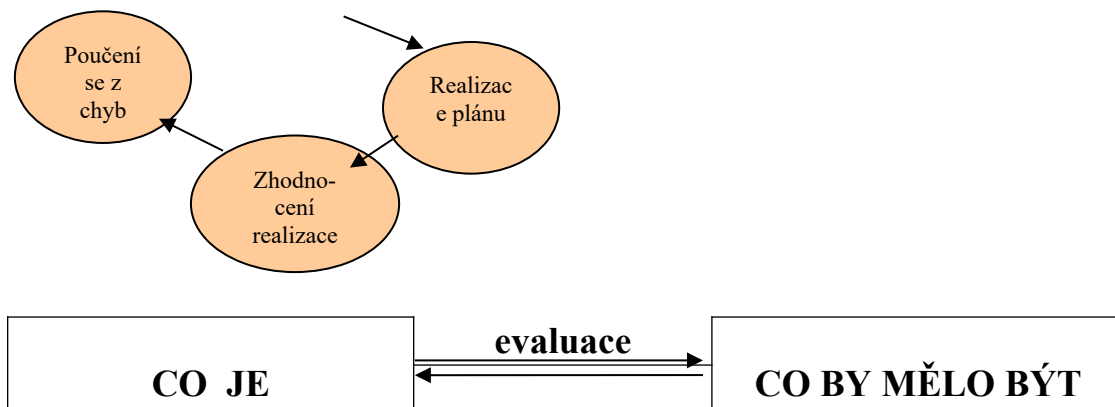 Poučení
se z
chyb
Realizac
e plánu
Zhodno-
cení
realizace
evaluace
CO JE
CO BY MĚLO BÝT